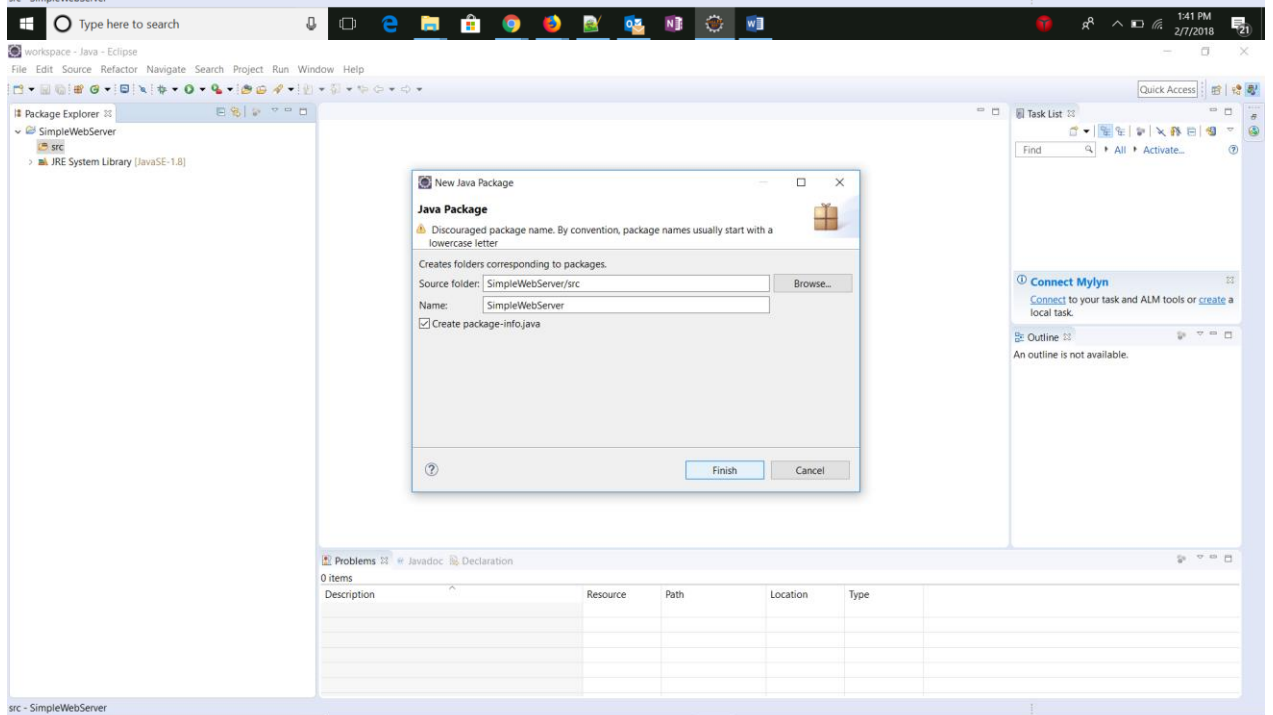 src - SimpleWebServer
Type here to search
1:41 PM
2/7/2018
21
workspace - Java - Eclipse
File Edit Source Refactor Navigate Search Project Run Window Help
Quick Access
Package Explorer
SimpleWebServer
src
JRE System Library [JavaSE-1.8]
New Java Package
Java Package
Discouraged package name. By convention, package names usually start with a
lowercase letter
Creates folders corresponding to packages.
Source folder: SimpleWebServer/src Browse...
Name: SimpleWebServer
Create package-info.java
Finish Cancel
Task List
Find All Activate...
Connect Mylyn
Connect to your task and ALM tools or create a
local task.
Outline
An outline is not available.
Problems Javadoc Declaration
0 items
Description Resource Path Location Type
src - SimpleWebServer